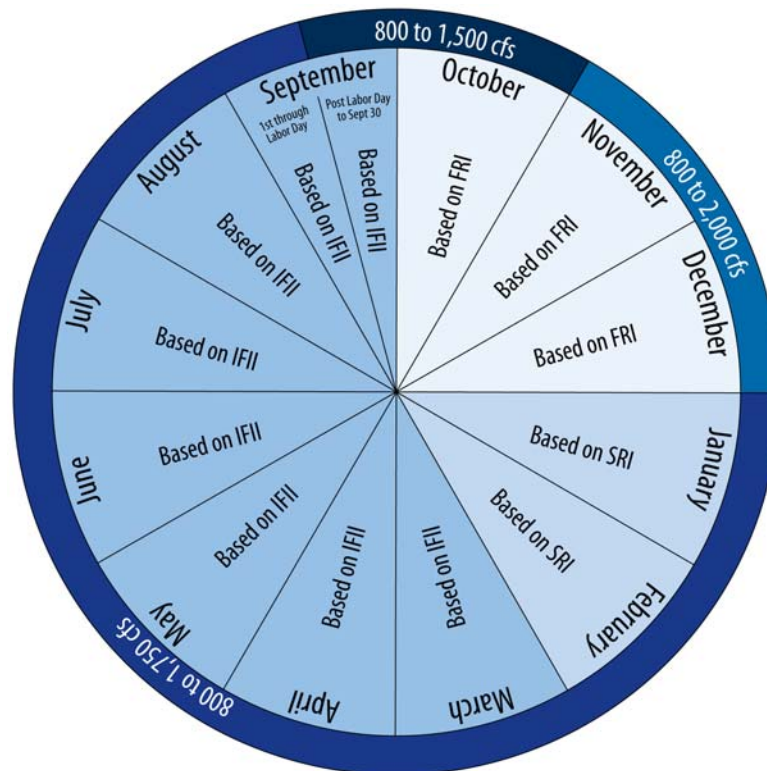 800 to 1,500 cfs
September
1st through
Labor Day
Post Labor Day
to Sept 30
Based on IFII
Based on IFII
October
Based on FRI
November
Based on FRI
800 to 2,000 cfs
December
Based on FRI
January
Based on SRI
February
Based on SRI
March
Based on IFII
April
Based on IFII
May
Based on IFII
800 to 1,750 cfs
June
Based on IFII
July
Based on IFII
August
Based on IFII